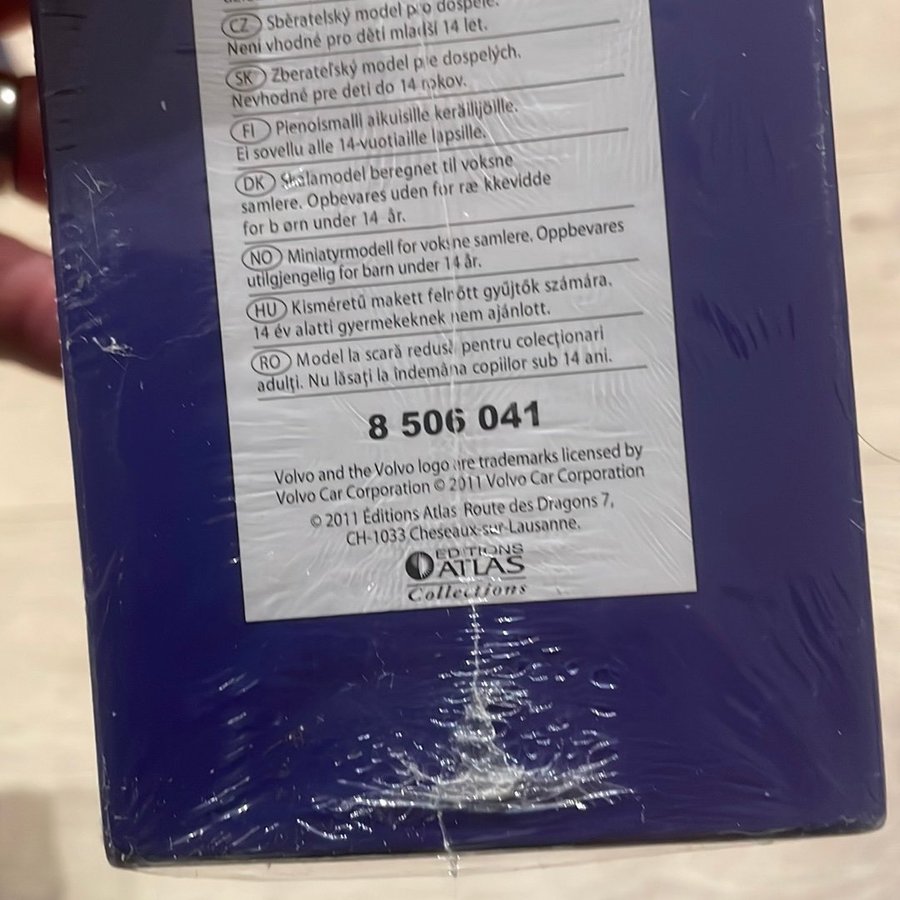 CZ Sběratelský model pro dospělé.
Není vhodné pro děti mladší 14 let.
SK Zberateľský model pre dospelých.
Nevhodné pre deti do 14 rokov.
FI Pienoismalli aikuisille keräilijöille.
Ei sovellu alle 14-vuotiaille lapsille.
DK Skalamodel beregnet til voksne
samlere. Opbevares uden for ræ kkevidde
for b ørn under 14 år.
NO Miniatyrmodell for voksne samlere. Oppbevares
utilgjengelig for barn under 14 år.
HU Kisméretű makett felnőtt gyűjtők számára.
14 év alatti gyermekeknek nem ajánlott.
RO Model la scară redusă pentru colecționari
adulți. Nu lăsați la îndemâna copiilor sub 14 ani.
8 506 041
Volvo and the Volvo logo are trademarks licensed by
Volvo Car Corporation © 2011 Volvo Car Corporation
© 2011 Éditions Atlas Route des Dragons 7,
CH-1033 Cheseaux-sur-Lausanne.
EDITIONS
ATLAS
Collections